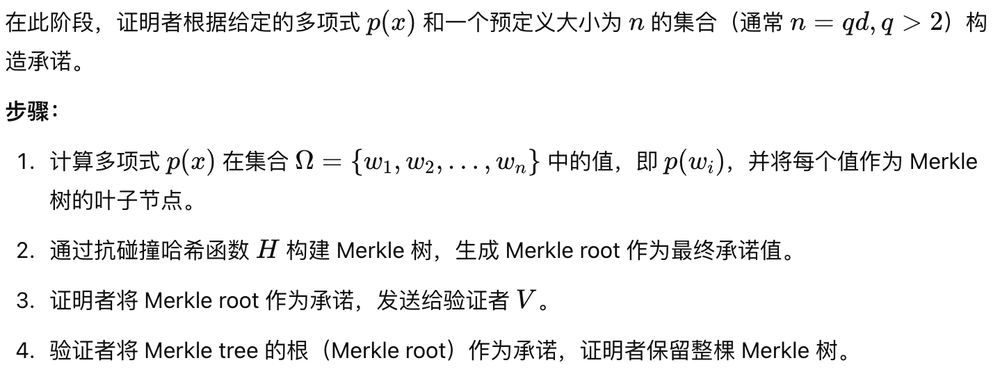 在此阶段，证明者根据给定的多项式 p(x) 和一个预定义大小为 n 的集合（通常 n = qd, q > 2）构
造承诺。
步骤：
1. 计算多项式 p(x) 在集合 Ω = {w₁, w₂, . . . , wₙ} 中的值，即 p(wᵢ)，并将每个值作为 Merkle
树的叶子节点。
2. 通过抗碰撞哈希函数 H 构建 Merkle 树，生成 Merkle root 作为最终承诺值。
3. 证明者将 Merkle root 作为承诺，发送给验证者 V。
4. 验证者将 Merkle tree 的根（Merkle root）作为承诺，证明者保留整棵 Merkle 树。